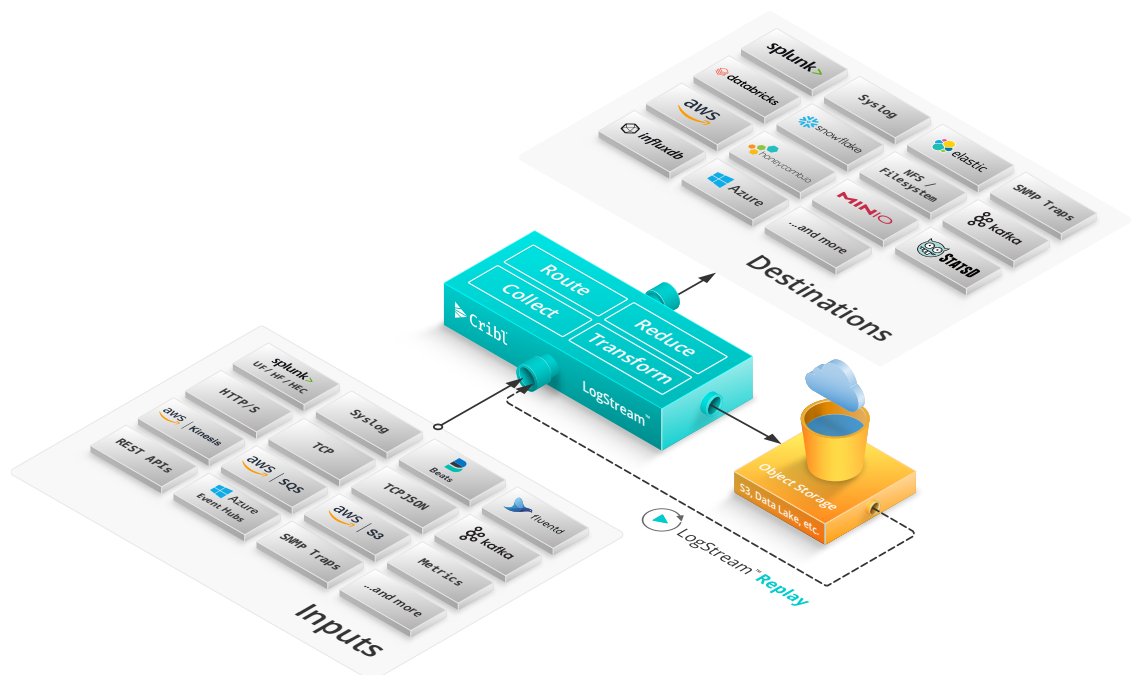 splunk>
databricks
Syslog
aws
snowflake
elastic
influxdb
honeycomb.io
NFS /
Filesystem
SNMP Traps
Azure
MINIO
kafka
...and more
STATSD
Destinations
Route
Collect
Reduce
Transform
Cribl
LogStream™
Object Storage
S3, Data Lake, etc.
LogStream™ Replay
splunk>
UF/ HF / HEC
HTTP/S
Syslog
aws | Kinesis
TCP
Beats
REST APIs
aws | SQS
TCPJSON
fluentd
Azure
Event Hubs
aws | S3
kafka
SNMP Traps
Metrics
...and more
Inputs